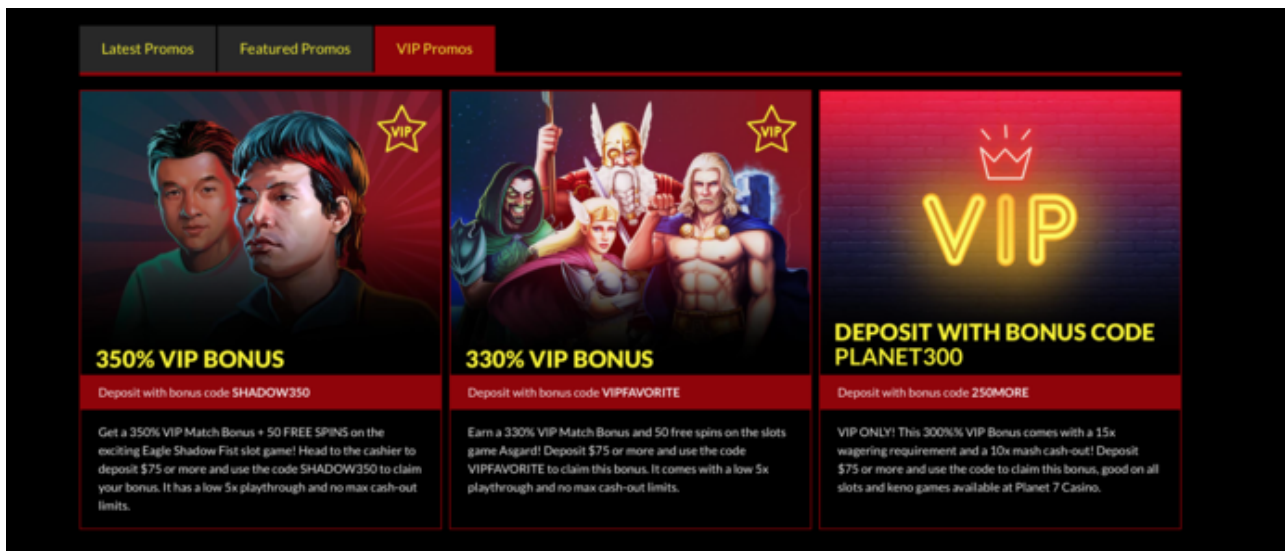 Latest Promos
Featured Promos
VIP Promos
VIP
350% VIP BONUS
Deposit with bonus code SHADOW350
Get a 350% VIP Match Bonus + 50 FREE SPINS on the
exciting Eagle Shadow Fist slot game! Head to the cashier to
deposit $75 or more and use the code SHADOW350 to claim
your bonus. It has a low 5x playthrough and no max cash-out
limits.
VIP
330% VIP BONUS
Deposit with bonus code VIPFAVORITE
Earn a 330% VIP Match Bonus and 50 free spins on the slots
game Asgard! Deposit $75 or more and use the code
VIPFAVORITE to claim this bonus. It comes with a low 5x
playthrough and no max cash-out limits.
VIP
DEPOSIT WITH BONUS CODE
PLANET300
Deposit with bonus code 250MORE
VIP ONLY! This 300%% VIP Bonus comes with a 15x
wagering requirement and a 10x mash cash-out! Deposit
$75 or more and use the code to claim this bonus, good on all
slots and keno games available at Planet 7 Casino.